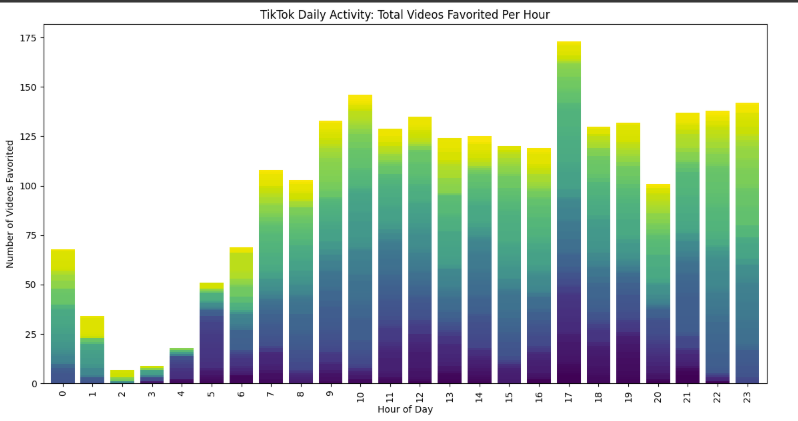 TikTok Daily Activity: Total Videos Favorited Per Hour
175
150
125
100
75
50
25
0
Number of Videos Favorited
0 1 2 3 4 5 6 7 8 9 10 11 12 13 14 15 16 17 18 19 20 21 22 23
Hour of Day